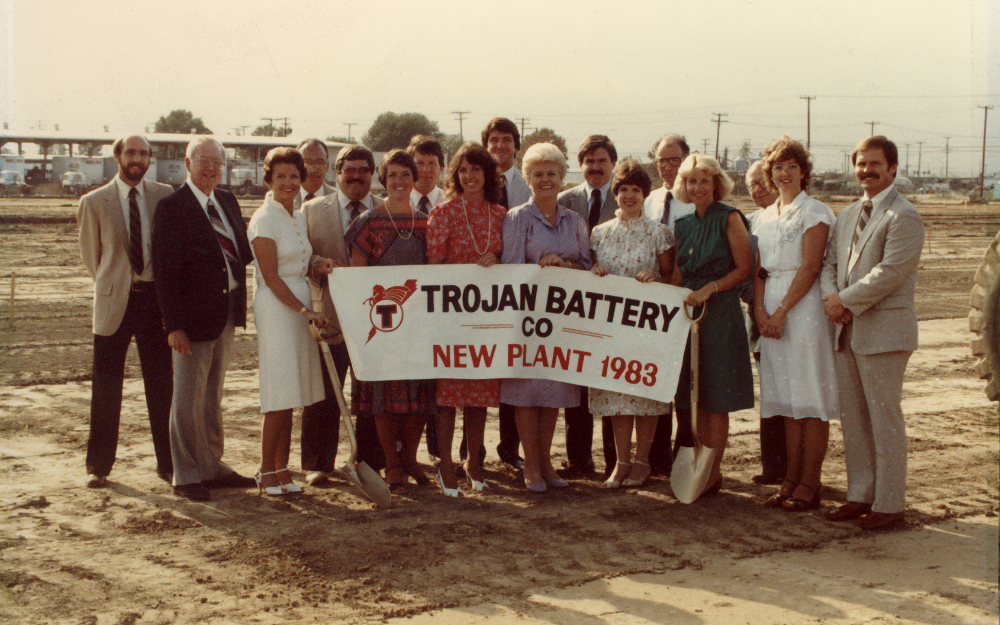 T
TROJAN BATTERY
CO
NEW PLANT 1983